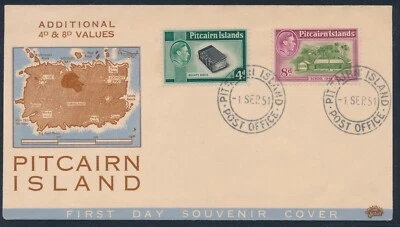 ADDITIONAL
4D & 8D VALUES
Pitcairn Islands
4d
Pitcairn Islands
8d
PITCAIRN ISLAND
-1 SEP 51
POST OFFICE
PITCAIRN ISLAND
-1 SEP 51
POST OFFICE
PITCAIRN
ISLAND
FIRST DAY SOUVENIR COVER